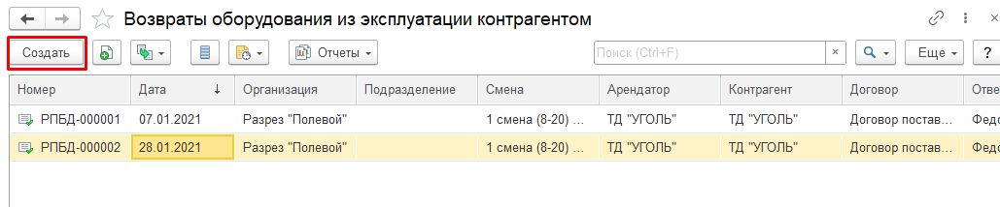 Возвраты оборудования из эксплуатации контрагентом
Создать Отчеты Поиск (Ctrl+F) × Еще ?
Номер Дата ↓ Организация Подразделение Смена Арендатор Контрагент Договор Отве
РПБД-000001 07.01.2021 Разрез "Полевой" 1 смена (8-20) ... ТД "УГОЛЬ" ТД "УГОЛЬ" Договор постав... Федо
РПБД-000002 28.01.2021 Разрез "Полевой" 1 смена (8-20) ... ТД "УГОЛЬ" ТД "УГОЛЬ" Договор постав... Федо